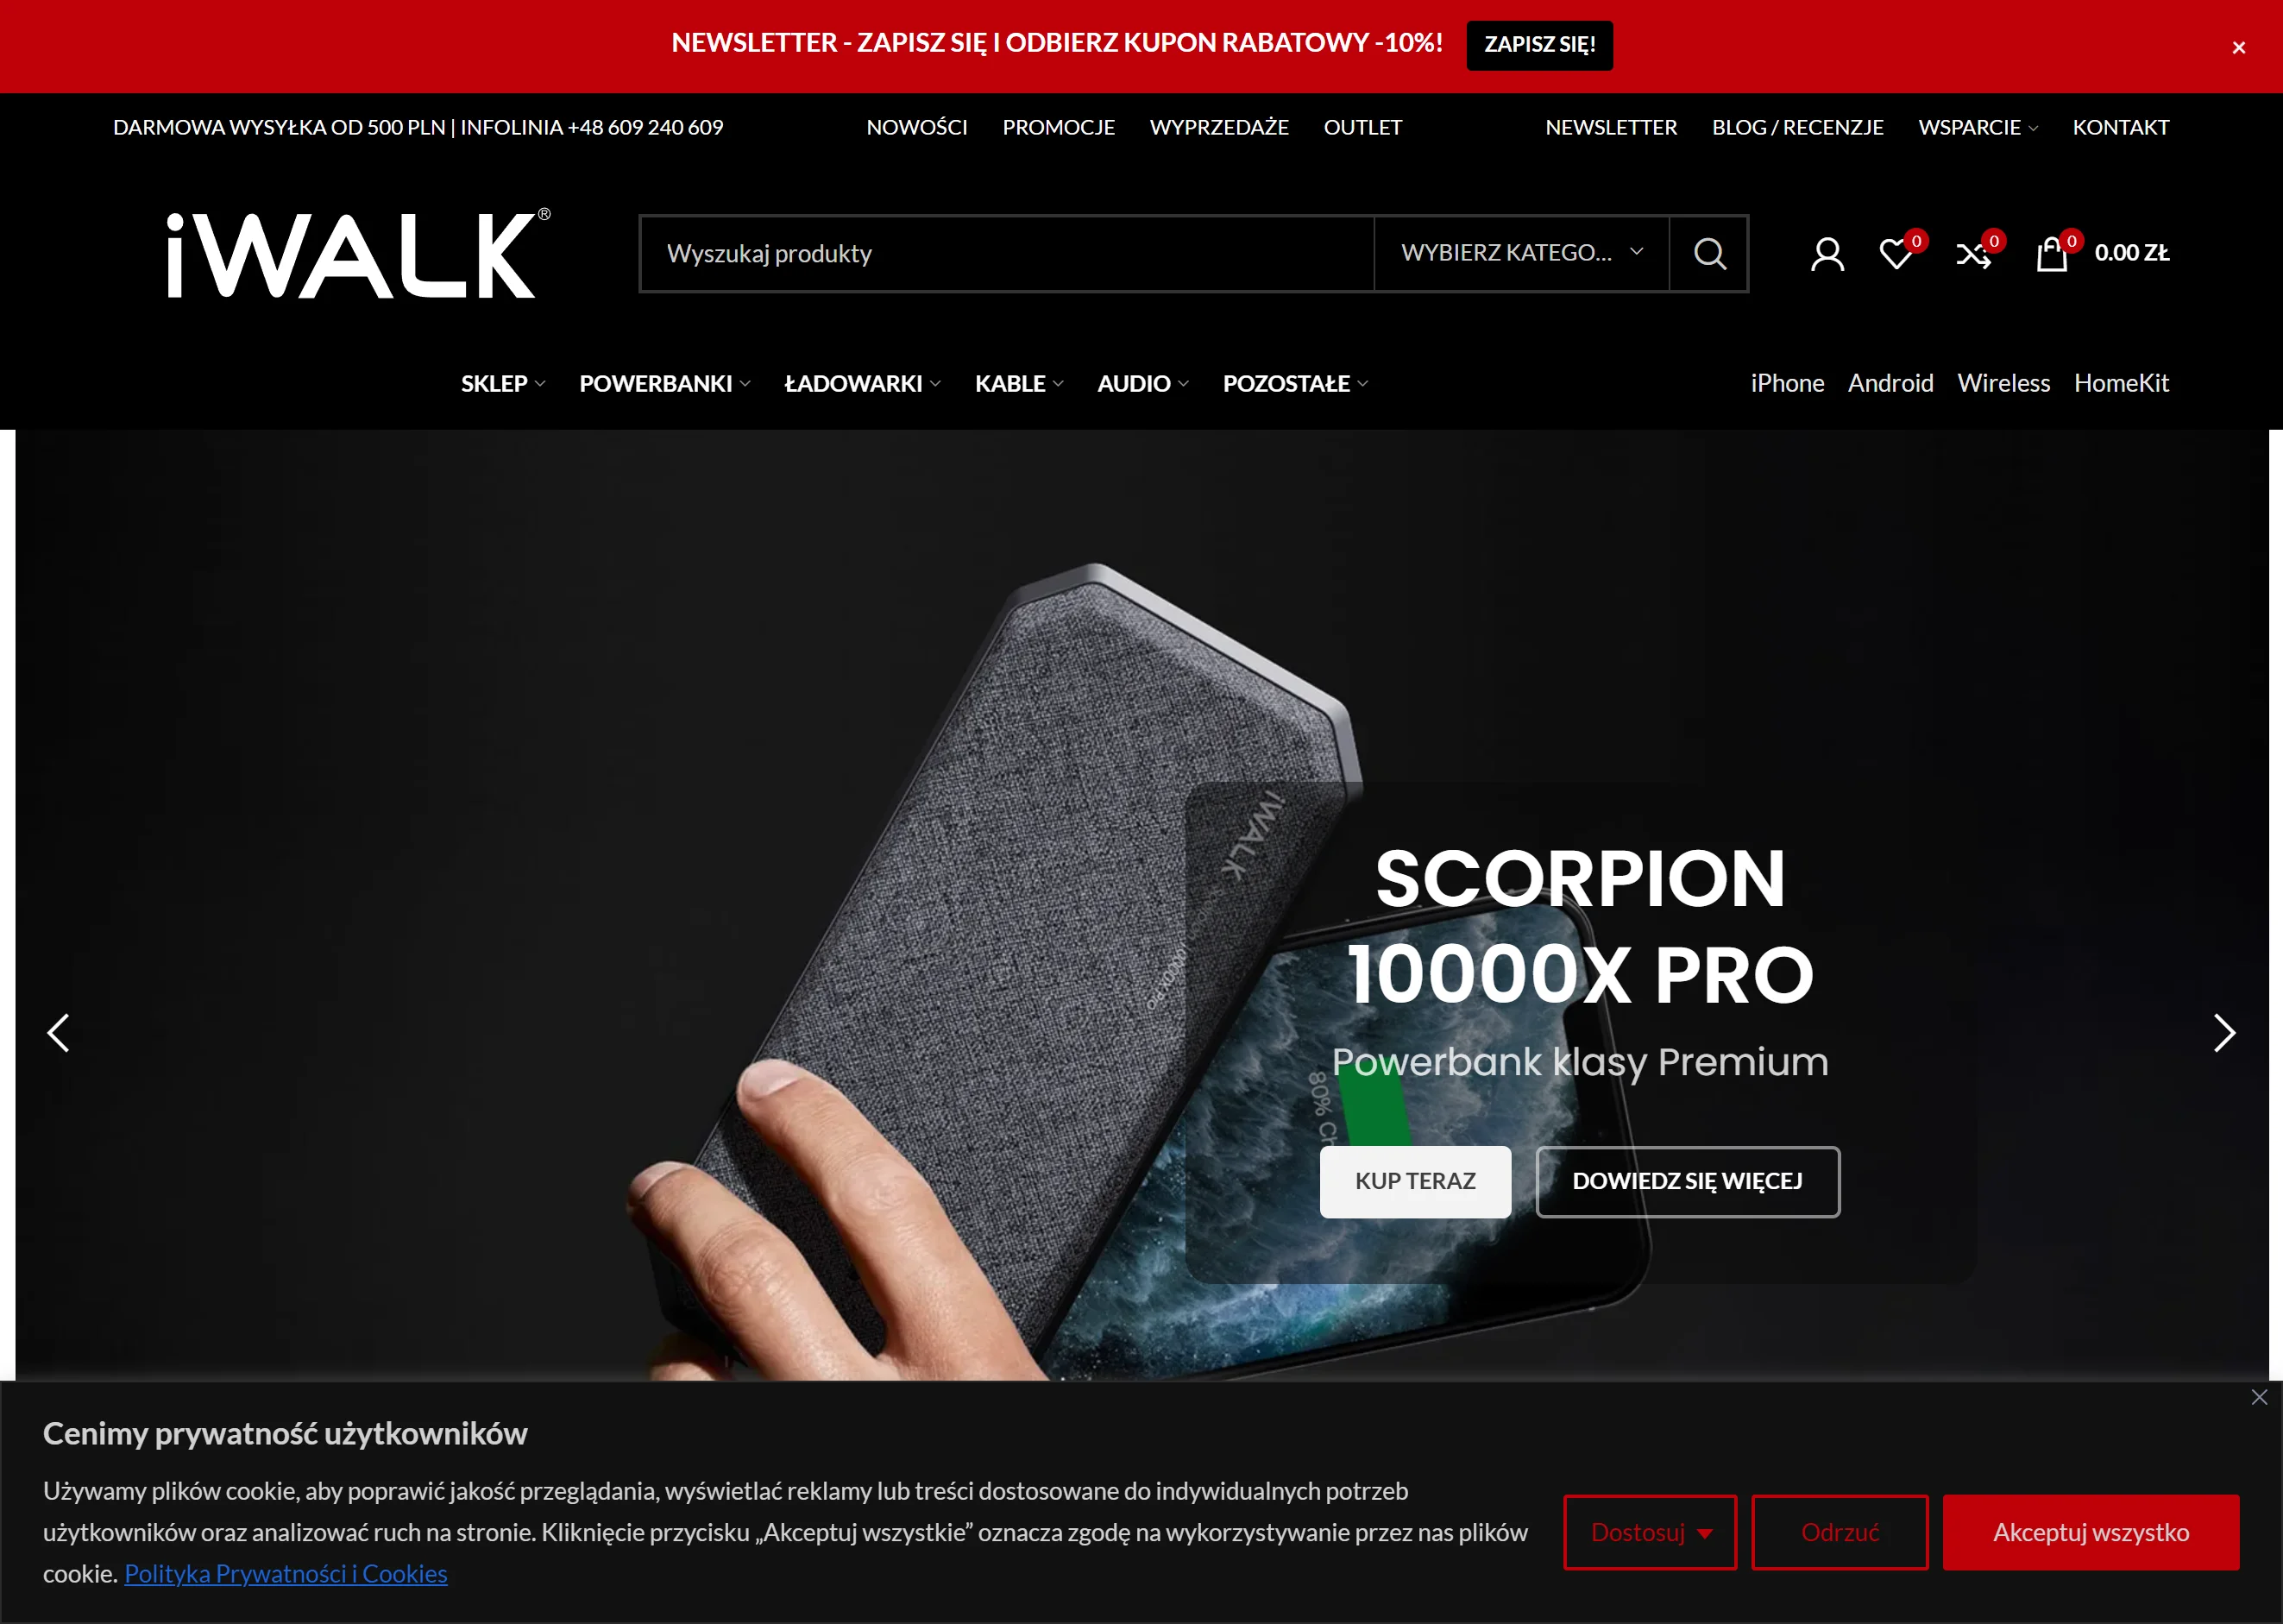 NEWSLETTER - ZAPISZ SIĘ I ODBIERZ KUPON RABATOWY -10%! ZAPISZ SIĘ!
DARMOWA WYSYŁKA OD 500 PLN | INFOLINIA +48 609 240 609 NOWOŚCI PROMOCJE WYPRZEDAŻE OUTLET NEWSLETTER BLOG / RECENZJE WSPARCIE KONTAKT
iWALK®
Wyszukaj produkty WYBIERZ KATEGO... 0 0 0 0.00 ZŁ
SKLEP POWERBANKI ŁADOWARKI KABLE AUDIO POZOSTAŁE iPhone Android Wireless HomeKit
iWALK
SCORPION
10000X PRO
Powerbank klasy Premium
80% Ch
KUP TERAZ DOWIEDZ SIĘ WIĘCEJ
Cenimy prywatność użytkowników
Używamy plików cookie, aby poprawić jakość przeglądania, wyświetlać reklamy lub treści dostosowane do indywidualnych potrzeb
użytkowników oraz analizować ruch na stronie. Kliknięcie przycisku „Akceptuj wszystkie” oznacza zgodę na wykorzystywanie przez nas plików
cookie. Polityka Prywatności i Cookies
Dostosuj Odrzuć Akceptuj wszystko